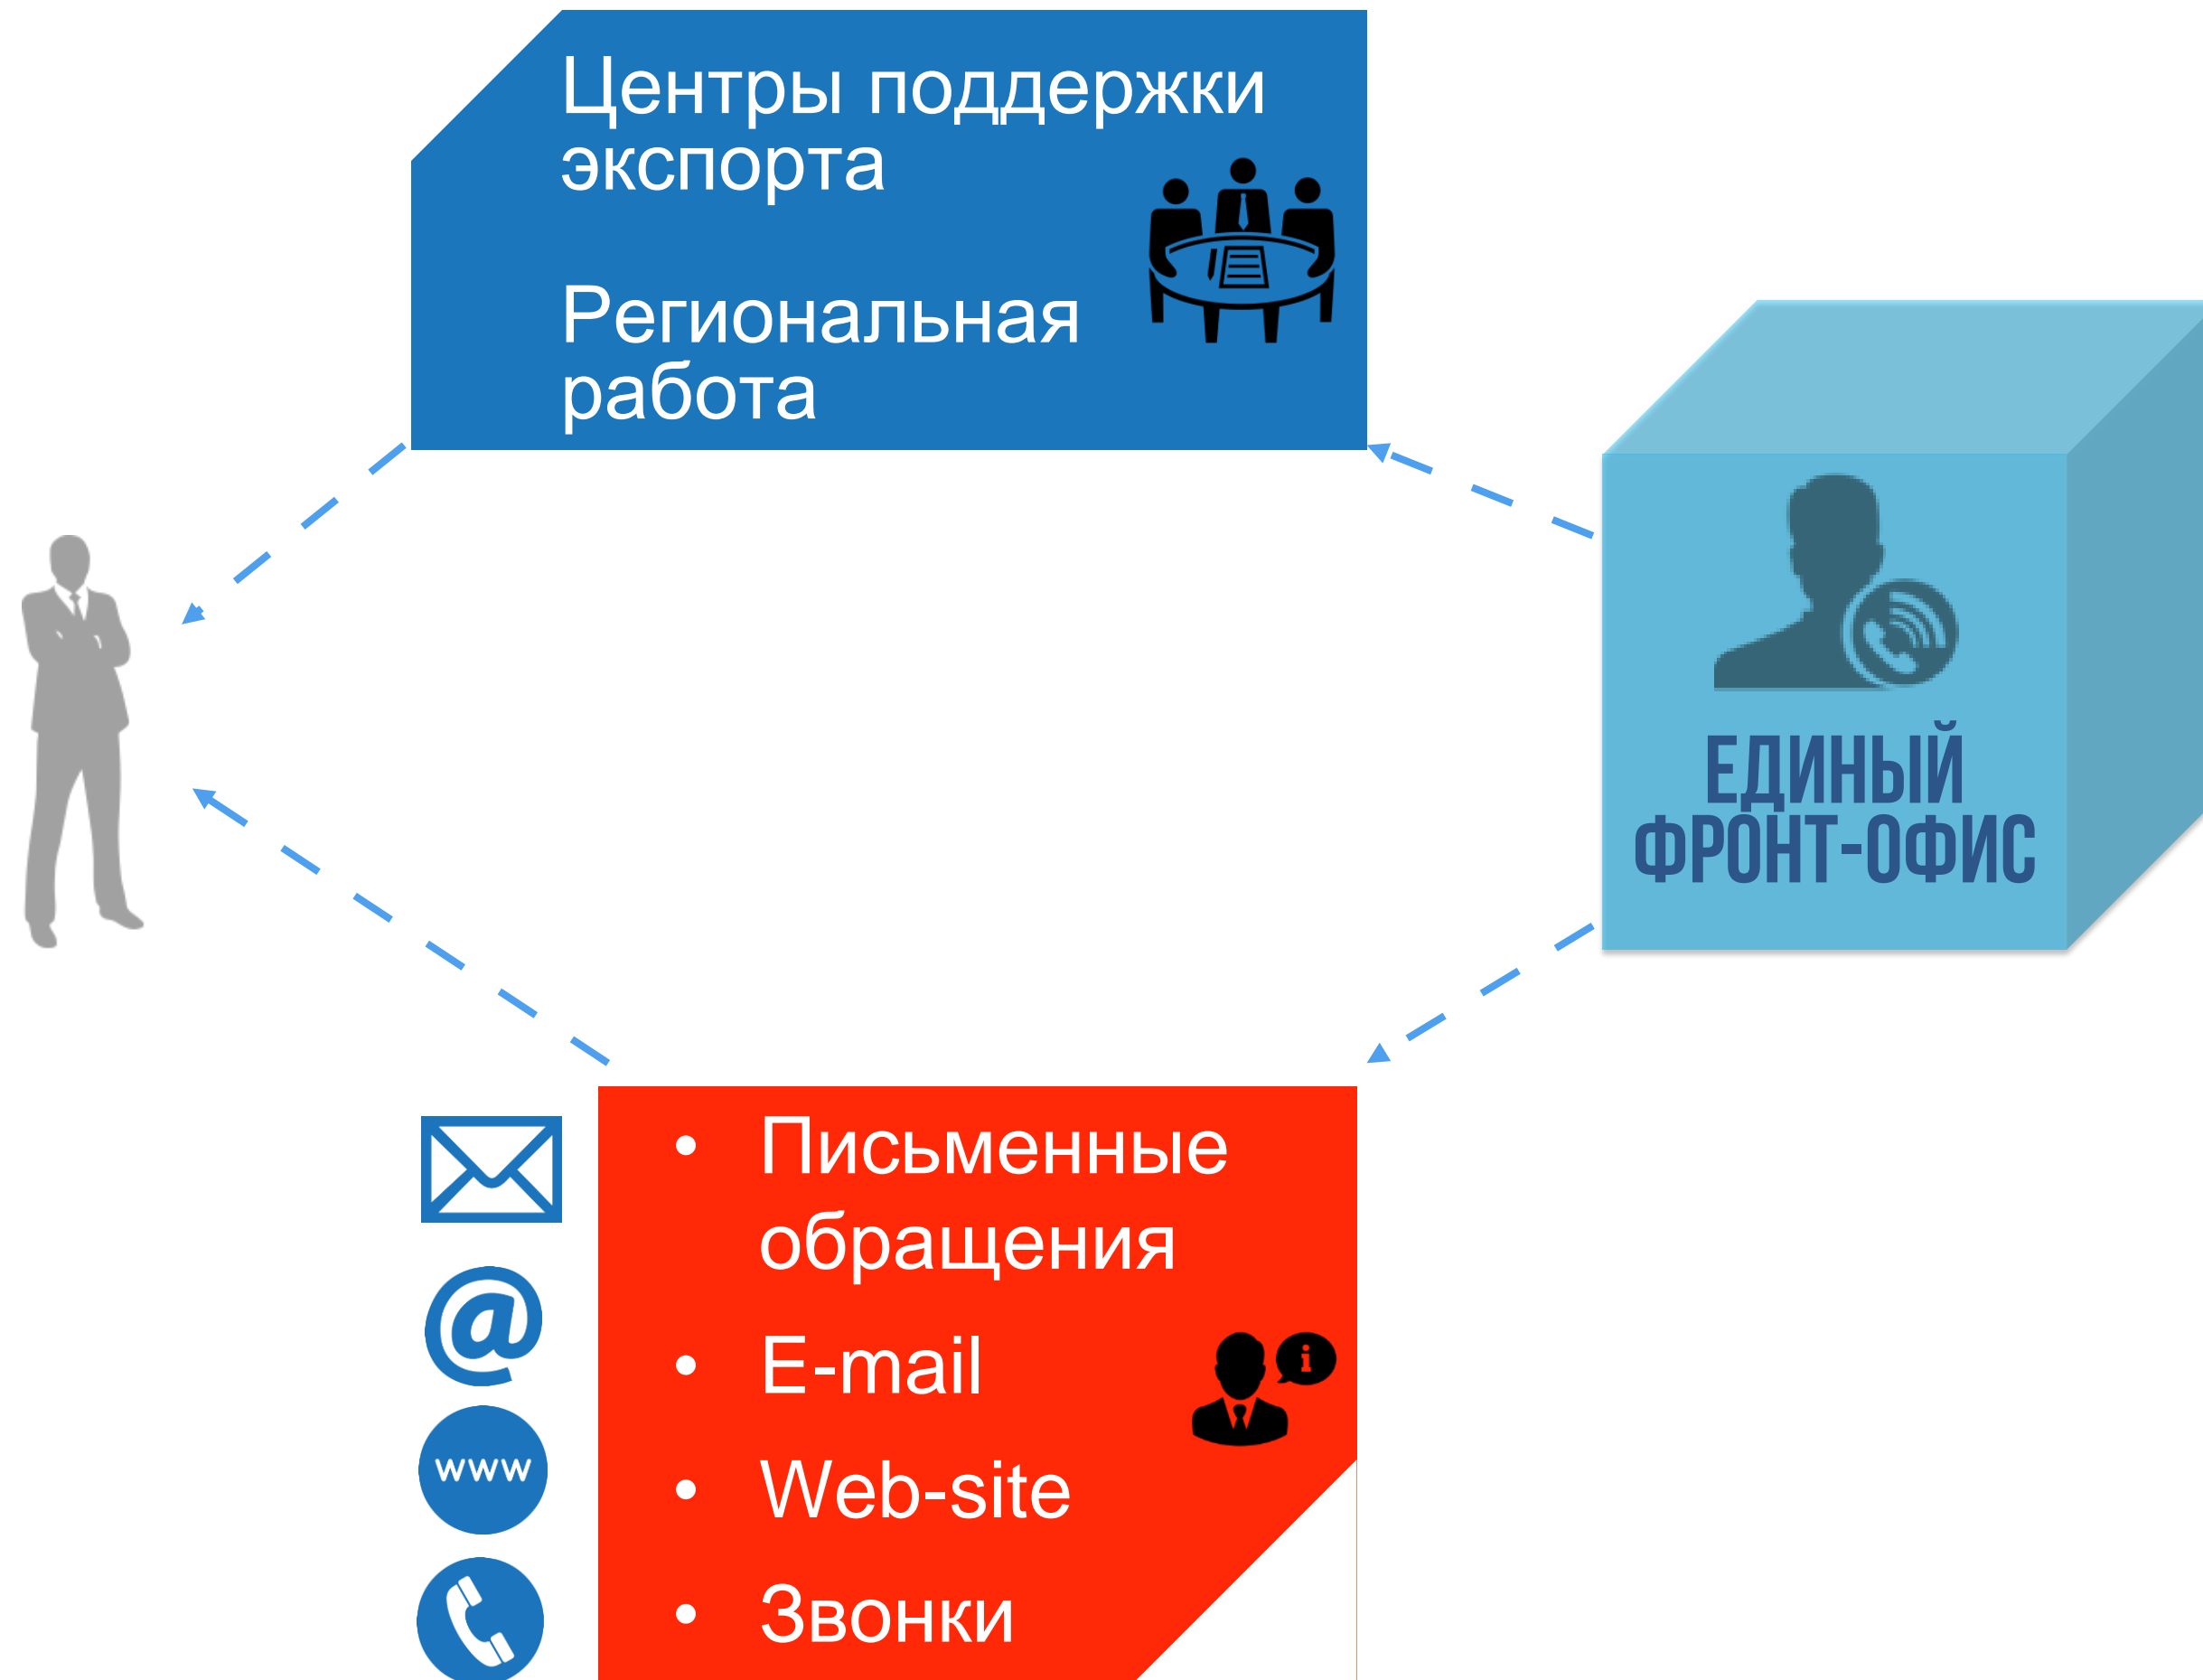 Центры поддержки
экспорта
Региональная
работа
ЕДИНЫЙ
ФРОНТ-ОФИС
• Письменные
обращения
• E-mail
• Web-site
• Звонки
www
@
i